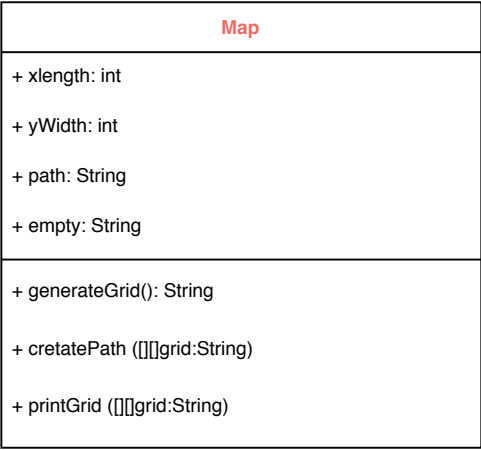 Map
+ xlength: int
+ yWidth: int
+ path: String
+ empty: String
+ generateGrid(): String
+ cretatePath ([][]grid:String)
+ printGrid ([][]grid:String)